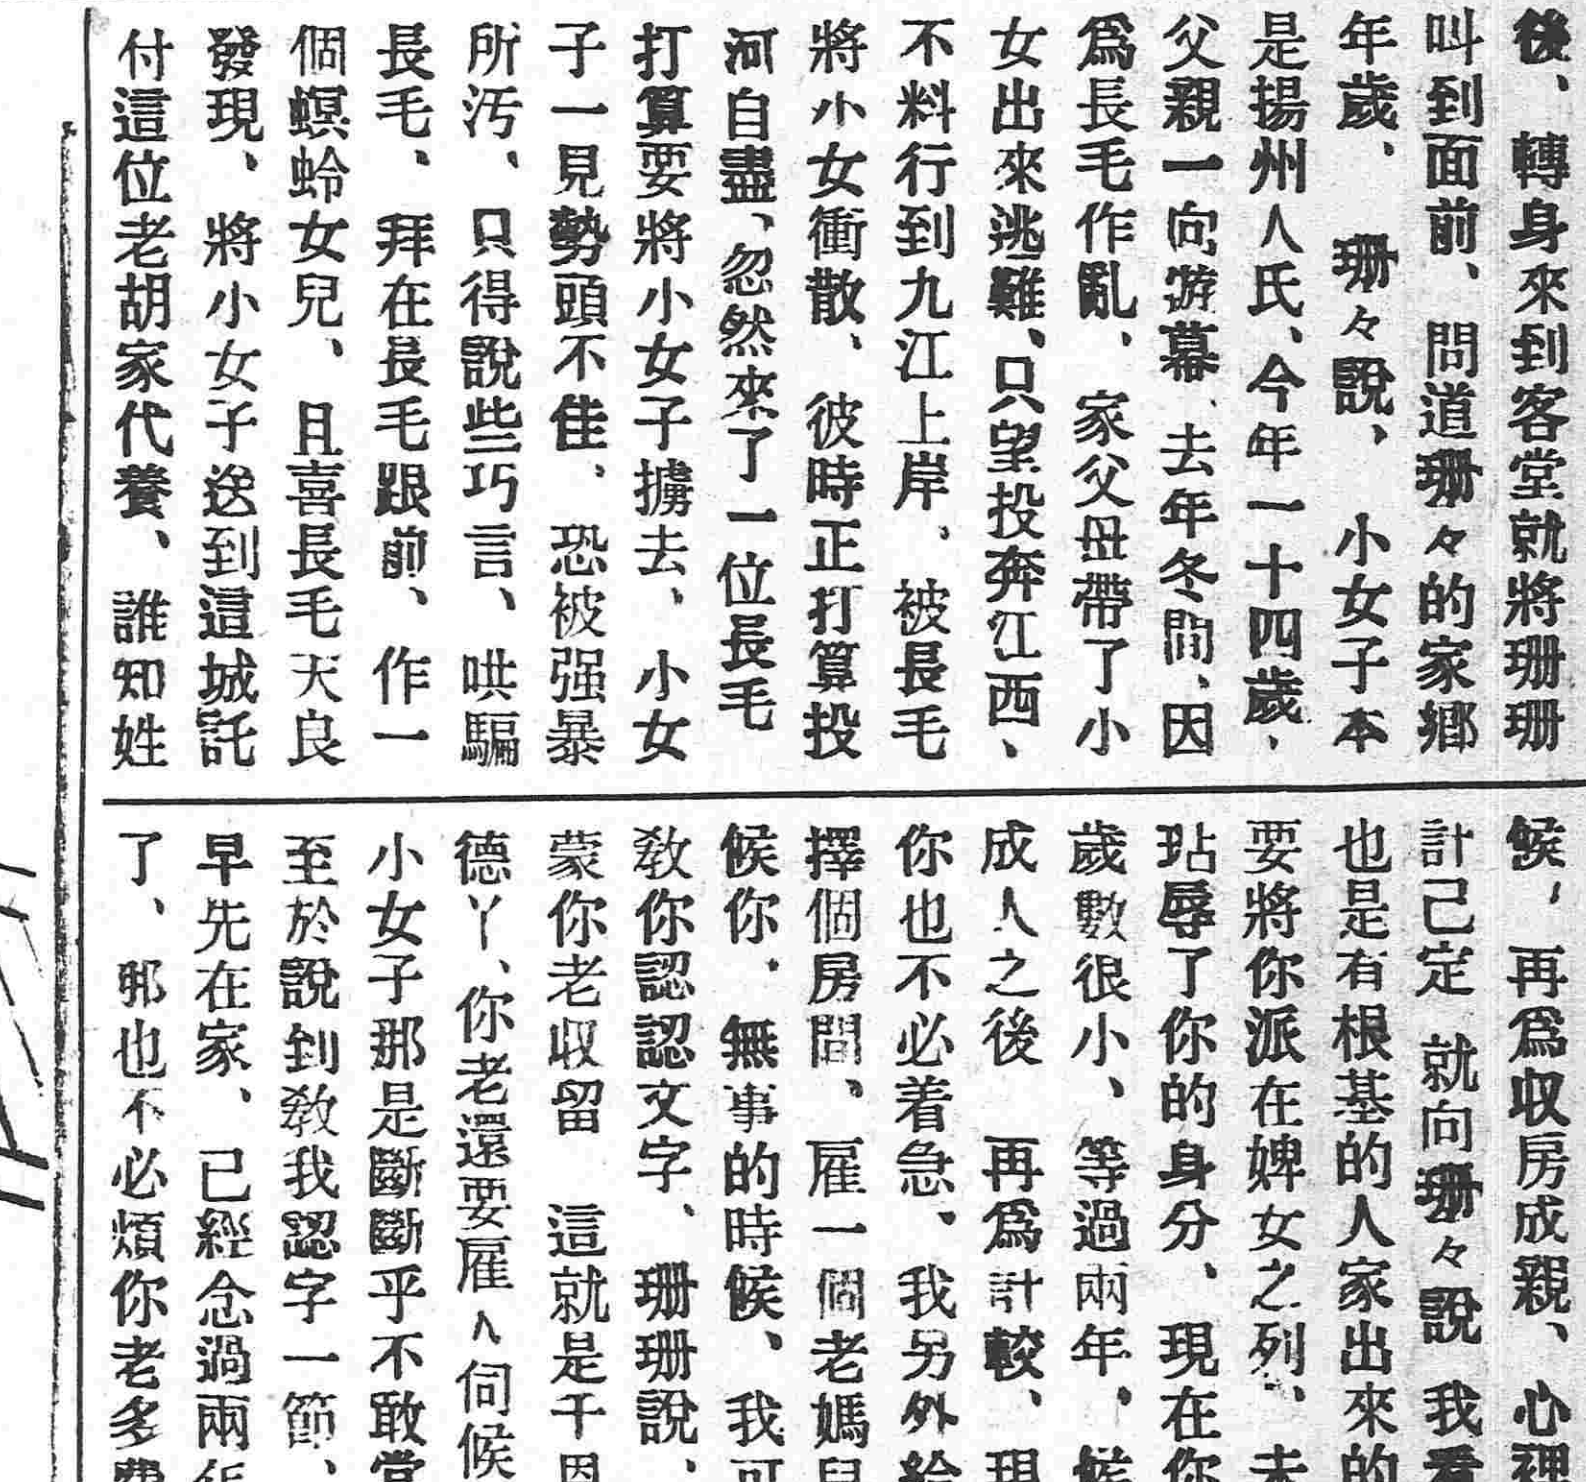 後、轉身來到客堂就將珊珊
叫到面前、問道珊々的家鄉
年歲、珊々說、小女子本
是揚州人氏、今年一十四歲、
父親一向游幕、去年冬間、因
爲長毛作亂、家父母帶了小
女出來逃難、只望投奔江西、
不料行到九江上岸、被長毛
將小女衝散、彼時正打算投
河自盡、忽然來了一位長毛
打算要將小女子擄去、小女
子一見勢頭不佳、恐被强暴
所汚、只得說些巧言、哄騙
長毛、拜在長毛跟前、作一
個螟蛉女兒、且喜長毛天良
發現、將小女子送到這城託
付這位老胡家代養、誰知姓
候，再爲収房成親、心裡
計己定 就向珊々說 我看
也是有根基的人家出來的
要將你派在婢女之列、未
玷辱了你的身分、現在你
歲數很小、等過兩年、候
成人之後 再爲計較、現
你也不必着急、我另外給
擇個房間、雇一個老媽兒
候你、無事的時候、我可
敎你認認文字、珊珊說、
蒙你老収留 這就是千恩
德丫、你老還要雇人伺候
小女子那是斷斷乎不敢當
至於說到敎我認字一節、
早先在家、已經念過兩年
了、那也不必煩你老多費